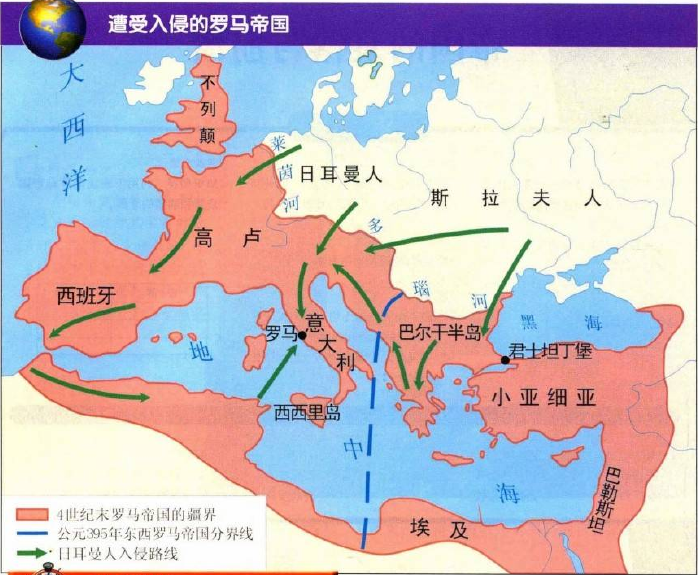 遭受入侵的罗马帝国
大西洋
不列颠
莱茵河
日耳曼人
斯拉夫人
高卢
多瑙河
西班牙
地中海
罗马
意大利
巴尔干半岛
黑海
君士坦丁堡
小亚细亚
西西里岛
巴勒斯坦
埃及
4世纪末罗马帝国的疆界
公元395年东西罗马帝国分界线
日耳曼人入侵路线